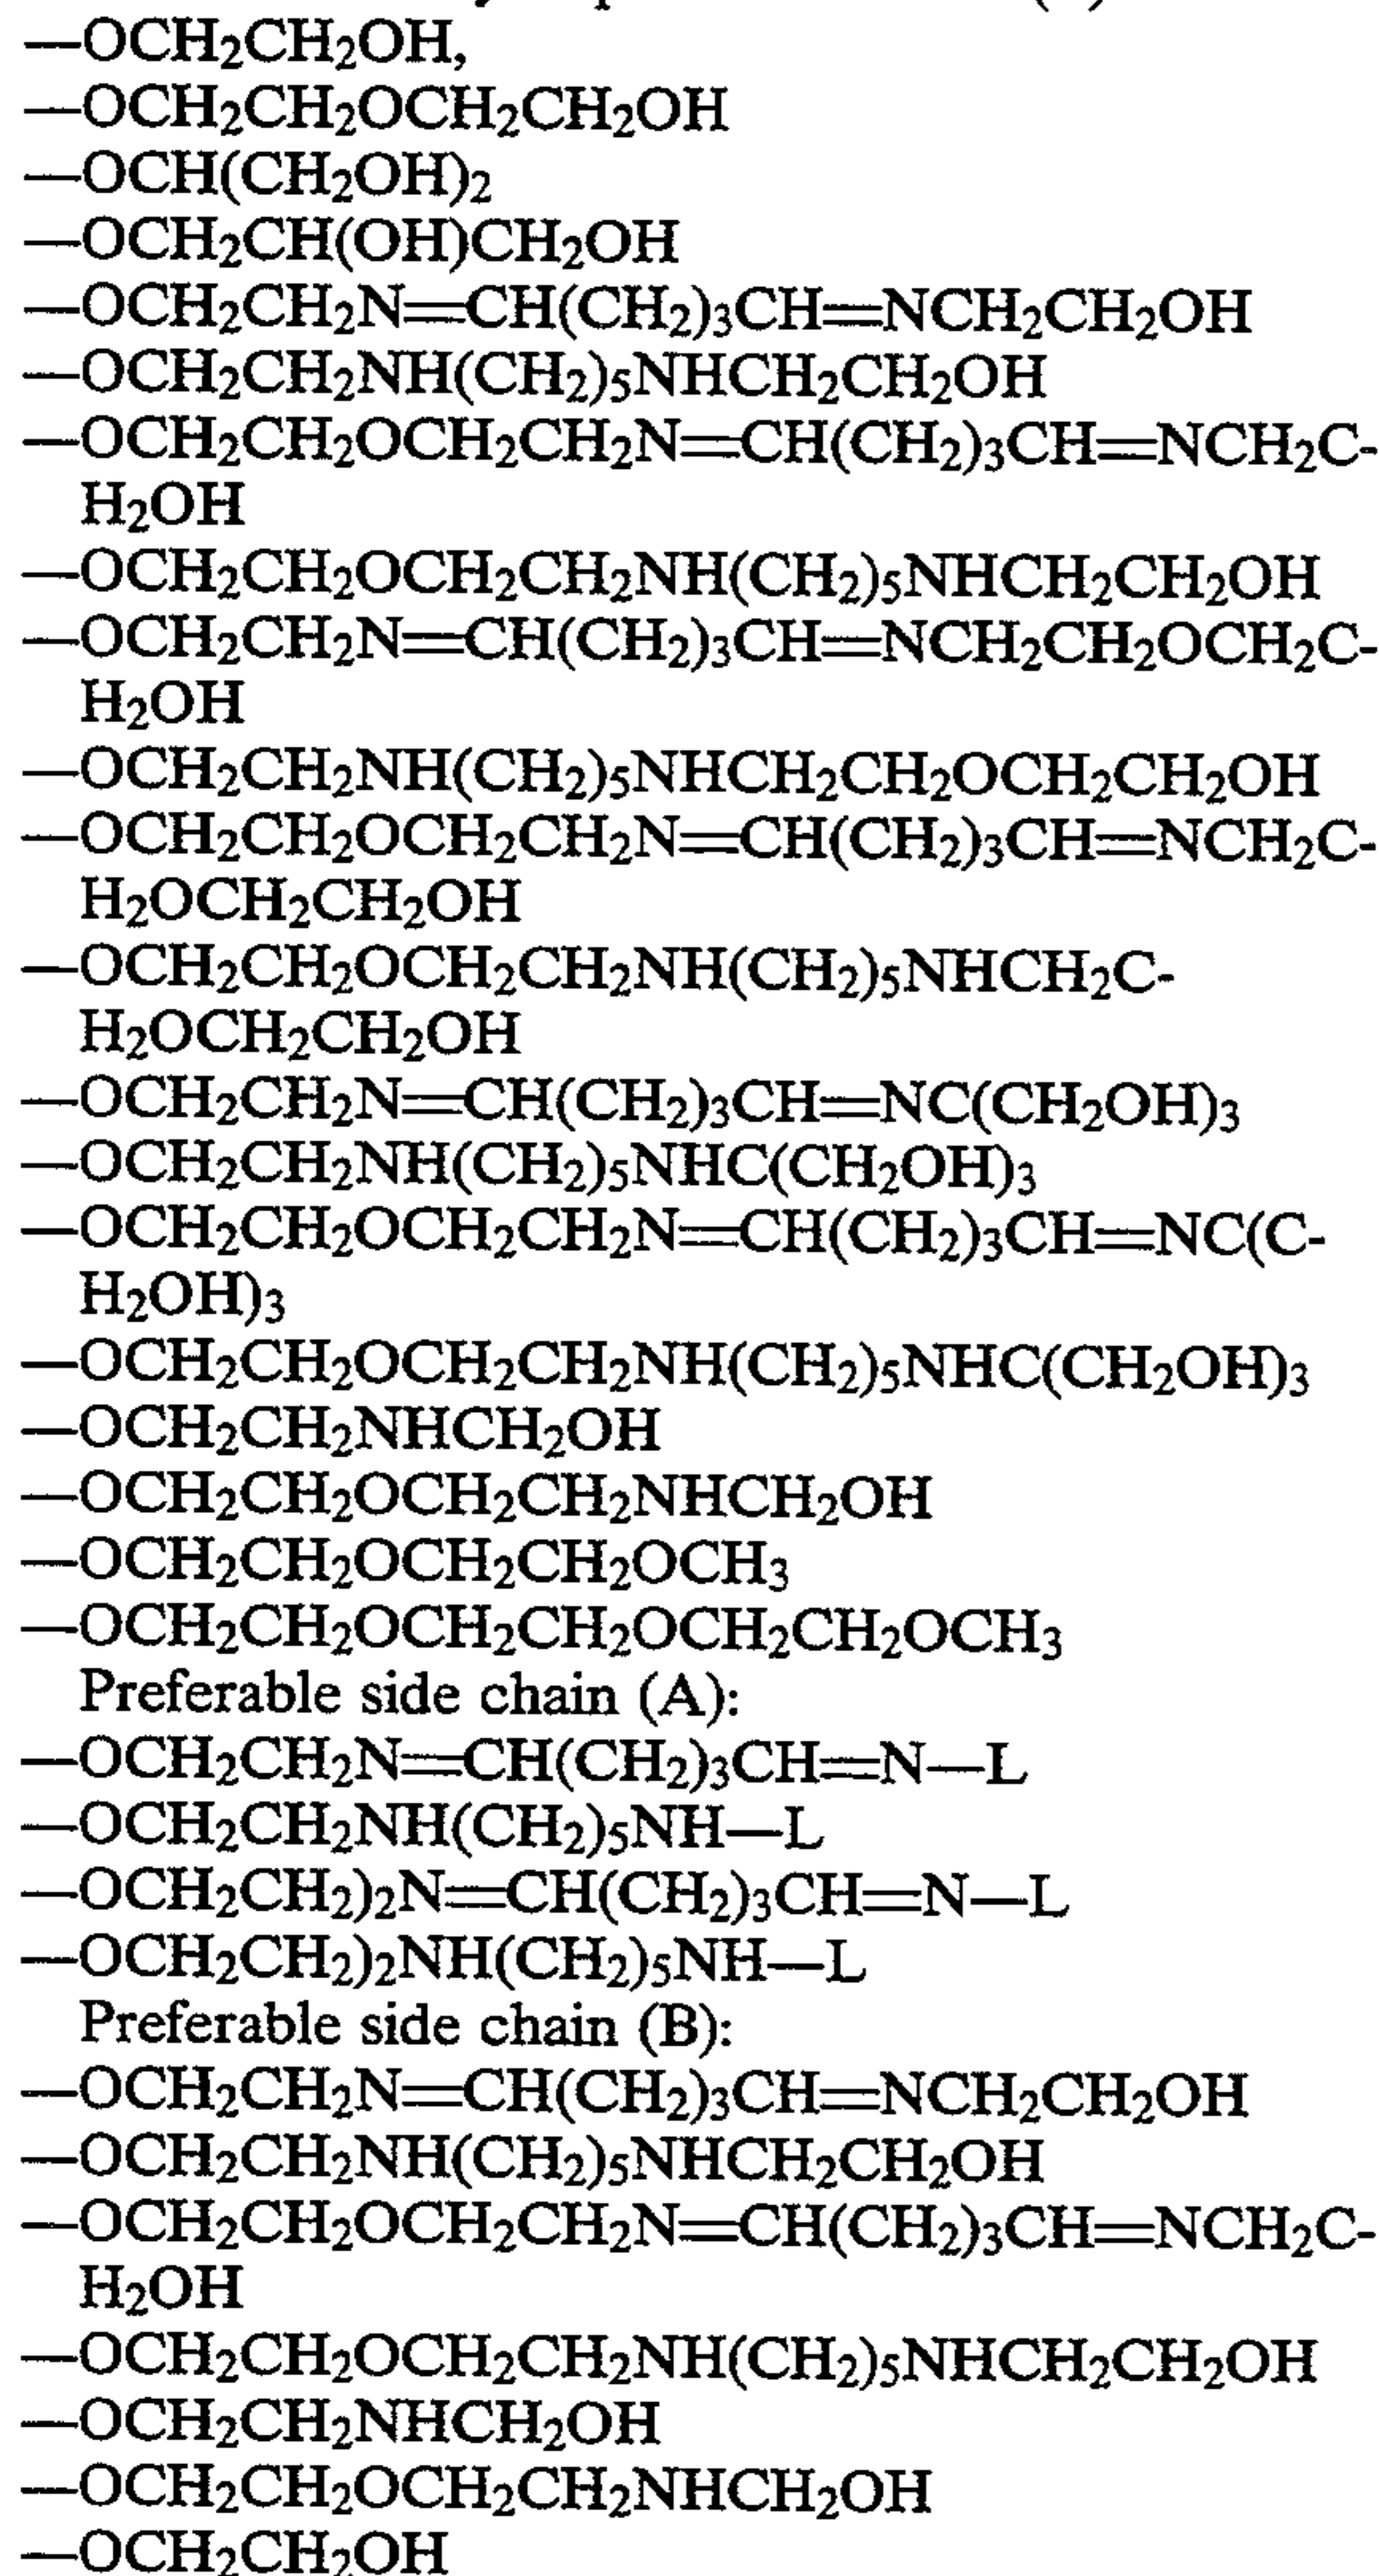 —OCH₂CH₂OH,
—OCH₂CH₂OCH₂CH₂OH
—OCH(CH₂OH)₂
—OCH₂CH(OH)CH₂OH
—OCH₂CH₂N═CH(CH₂)₃CH═NCH₂CH₂OH
—OCH₂CH₂NH(CH₂)₅NHCH₂CH₂OH
—OCH₂CH₂OCH₂CH₂N═CH(CH₂)₃CH═NCH₂C-
H₂OH
—OCH₂CH₂OCH₂CH₂NH(CH₂)₅NHCH₂CH₂OH
—OCH₂CH₂N═CH(CH₂)₃CH═NCH₂CH₂OCH₂C-
H₂OH
—OCH₂CH₂NH(CH₂)₅NHCH₂CH₂OCH₂CH₂OH
—OCH₂CH₂OCH₂CH₂N═CH(CH₂)₃CH═NCH₂C-
H₂OCH₂CH₂OH
—OCH₂CH₂OCH₂CH₂NH(CH₂)₅NHCH₂C-
H₂OCH₂CH₂OH
—OCH₂CH₂N═CH(CH₂)₃CH═NC(CH₂OH)₃
—OCH₂CH₂NH(CH₂)₅NHC(CH₂OH)₃
—OCH₂CH₂OCH₂CH₂N═CH(CH₂)₃CH═NC(C-
H₂OH)₃
—OCH₂CH₂OCH₂CH₂NH(CH₂)₅NHC(CH₂OH)₃
—OCH₂CH₂NHCH₂OH
—OCH₂CH₂OCH₂CH₂NHCH₂OH
—OCH₂CH₂OCH₂CH₂OCH₃
—OCH₂CH₂OCH₂CH₂OCH₂CH₂OCH₃
Preferable side chain (A):
—OCH₂CH₂N═CH(CH₂)₃CH═N—L
—OCH₂CH₂NH(CH₂)₅NH—L
—OCH₂CH₂)₂N═CH(CH₂)₃CH═N—L
—OCH₂CH₂)₂NH(CH₂)₅NH—L
Preferable side chain (B):
—OCH₂CH₂N═CH(CH₂)₃CH═NCH₂CH₂OH
—OCH₂CH₂NH(CH₂)₅NHCH₂CH₂OH
—OCH₂CH₂OCH₂CH₂N═CH(CH₂)₃CH═NCH₂C-
H₂OH
—OCH₂CH₂OCH₂CH₂NH(CH₂)₅NHCH₂CH₂OH
—OCH₂CH₂NHCH₂OH
—OCH₂CH₂OCH₂CH₂NHCH₂OH
—OCH₂CH₂OH